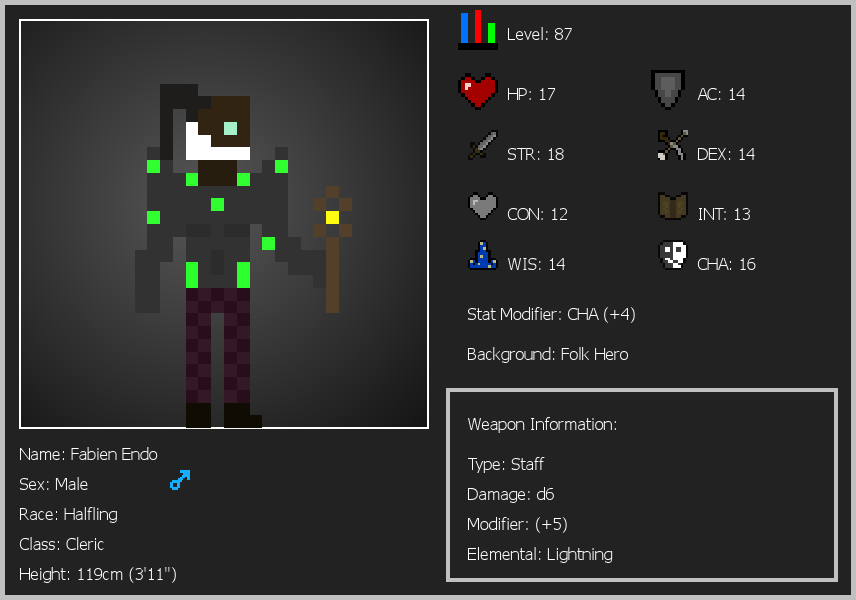 Level: 87
HP: 17
AC: 14
STR: 18
DEX: 14
CON: 12
INT: 13
WIS: 14
CHA: 16
Stat Modifier: CHA (+4)
Background: Folk Hero
Weapon Information:
Type: Staff
Damage: d6
Modifier: (+5)
Elemental: Lightning
Name: Fabien Endo
Sex: Male
Race: Halfling
Class: Cleric
Height: 119cm (3'11")